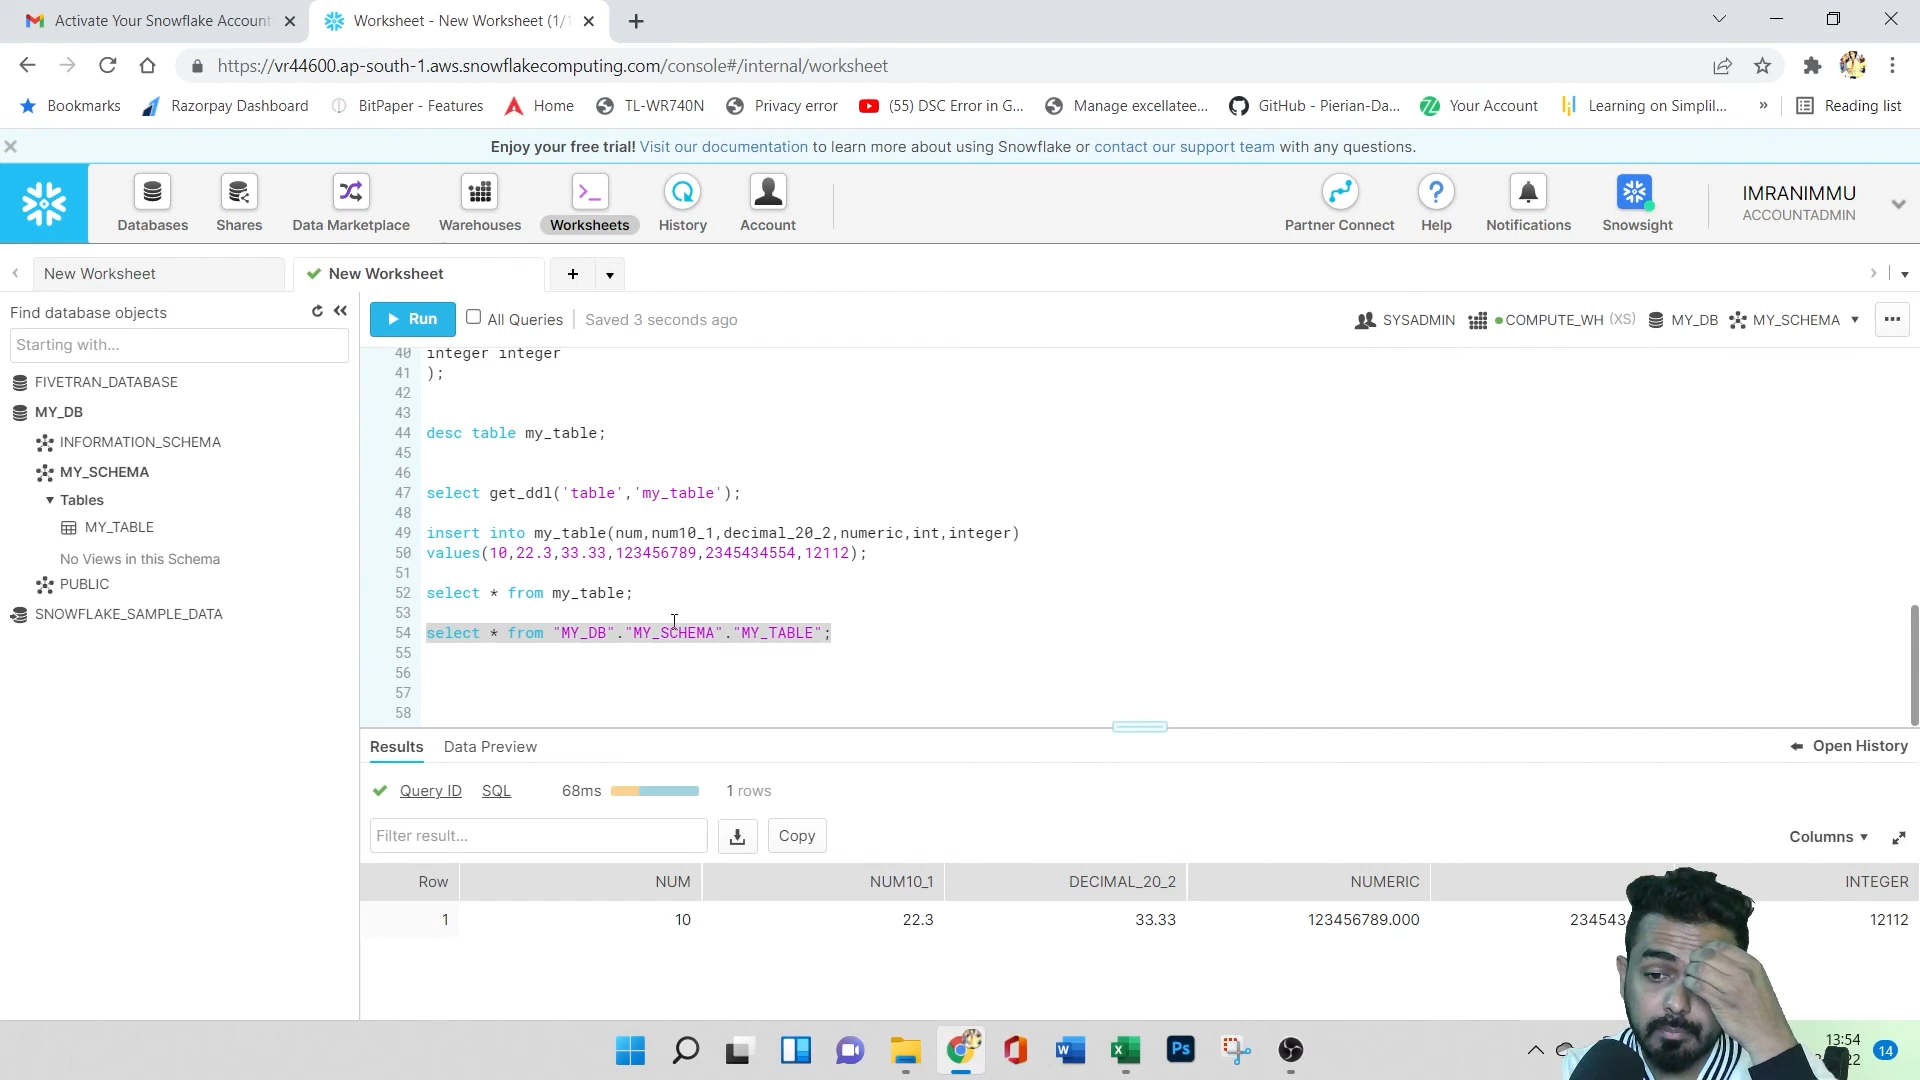 Activate Your Snowflake Account
Worksheet - New Worksheet (1/1
https://vr44600.ap-south-1.aws.snowflakecomputing.com/console#/internal/worksheet
Bookmarks
Razorpay Dashboard
BitPaper - Features
Home
TL-WR740N
Privacy error
(55) DSC Error in G...
Manage excellatee...
GitHub - Pierian-Da...
Your Account
Learning on Simplil...
»
Reading list
Enjoy your free trial! Visit our documentation to learn more about using Snowflake or contact our support team with any questions.
Databases
Shares
Data Marketplace
Warehouses
Worksheets
History
Account
Partner Connect
Help
Notifications
Snowsight
IMRANIMMU
ACCOUNTADMIN
New Worksheet
New Worksheet
Find database objects
Starting with...
FIVETRAN_DATABASE
MY_DB
INFORMATION_SCHEMA
MY_SCHEMA
Tables
MY_TABLE
No Views in this Schema
PUBLIC
SNOWFLAKE_SAMPLE_DATA
Run
All Queries
Saved 3 seconds ago
SYSADMIN
COMPUTE_WH (XS)
MY_DB
MY_SCHEMA
40 integer integer
41 );
42
43
44 desc table my_table;
45
46
47 select get_ddl('table','my_table');
48
49 insert into my_table(num,num10_1,decimal_20_2,numeric,int,integer)
50 values(10,22.3,33.33,123456789,2345434554,12112);
51
52 select * from my_table;
53
54 select * from "MY_DB"."MY_SCHEMA"."MY_TABLE";
55
56
57
58
Results
Data Preview
Open History
Query ID
SQL
68ms
1 rows
Filter result...
Copy
Columns
Row NUM NUM10_1 DECIMAL_20_2 NUMERIC INTEGER
1 10 22.3 33.33 123456789.000 234543 12112
13:54
14